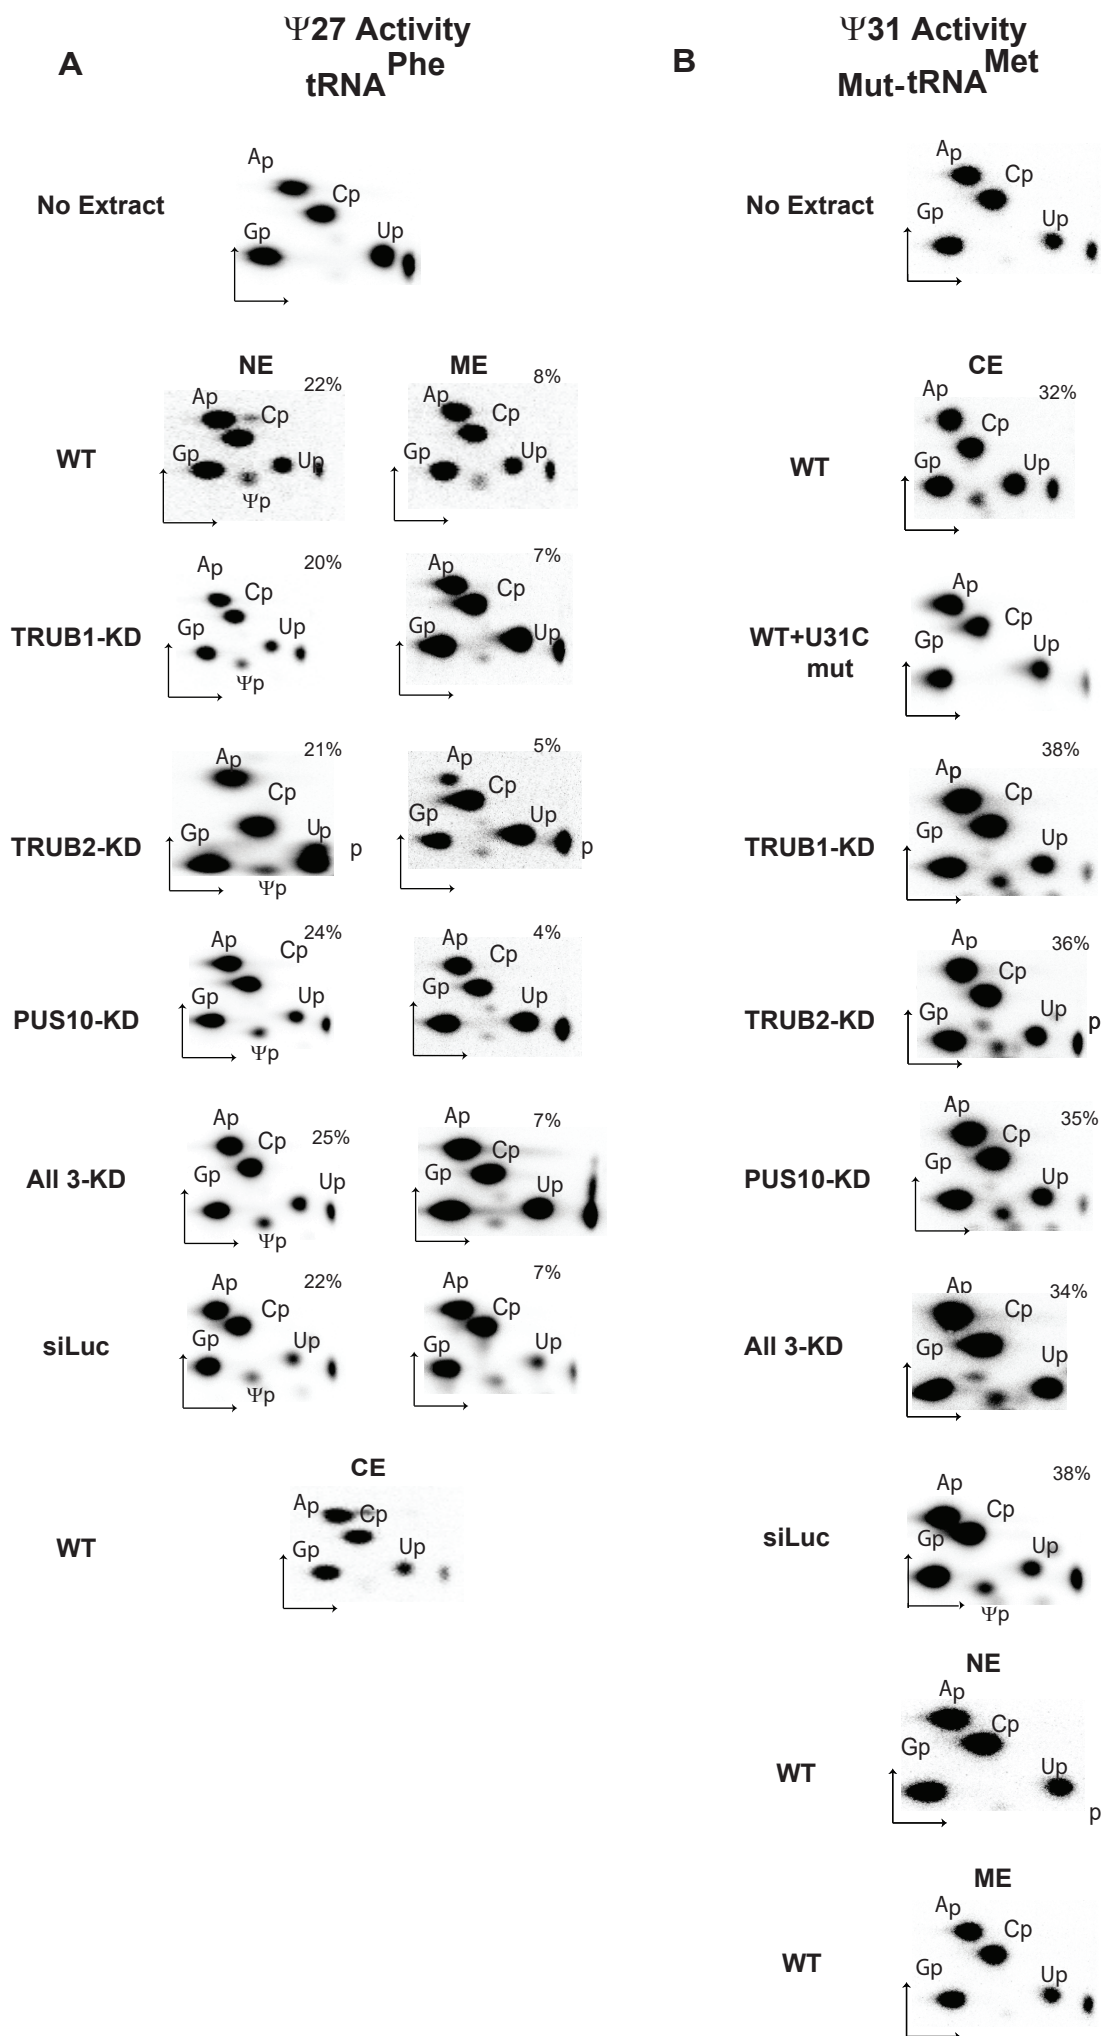 Ψ27 Activity
A
tRNA Phe
Ψ31 Activity
B
Mut-tRNA Met
No Extract
Ap
Cp
Gp
Up
No Extract
Ap
Cp
Gp
Up
NE
ME
WT
22%
Ap
Cp
Gp
Up
Ψp
8%
Ap
Cp
Gp
Up
CE
WT
32%
Ap
Cp
Gp
Up
TRUB1-KD
20%
Ap
Cp
Gp
Up
Ψp
7%
Ap
Cp
Gp
Up
WT+U31C
mut
Ap
Cp
Gp
Up
TRUB2-KD
21%
Ap
Cp
Gp
Up
p
Ψp
5%
Ap
Cp
Gp
Up
p
TRUB1-KD
38%
Ap
Cp
Gp
Up
PUS10-KD
24%
Ap
Cp
Gp
Up
Ψp
4%
Ap
Cp
Gp
Up
TRUB2-KD
36%
Ap
Cp
Gp
Up
p
All 3-KD
25%
Ap
Cp
Gp
Up
Ψp
7%
Ap
Cp
Gp
Up
PUS10-KD
35%
Ap
Cp
Gp
Up
siLuc
22%
Ap
Cp
Gp
Up
Ψp
7%
Ap
Cp
Gp
Up
All 3-KD
34%
Ap
Cp
Gp
Up
CE
WT
Ap
Cp
Gp
Up
siLuc
38%
Ap
Cp
Gp
Up
Ψp
NE
WT
Ap
Cp
Gp
Up
p
ME
WT
Ap
Cp
Gp
Up